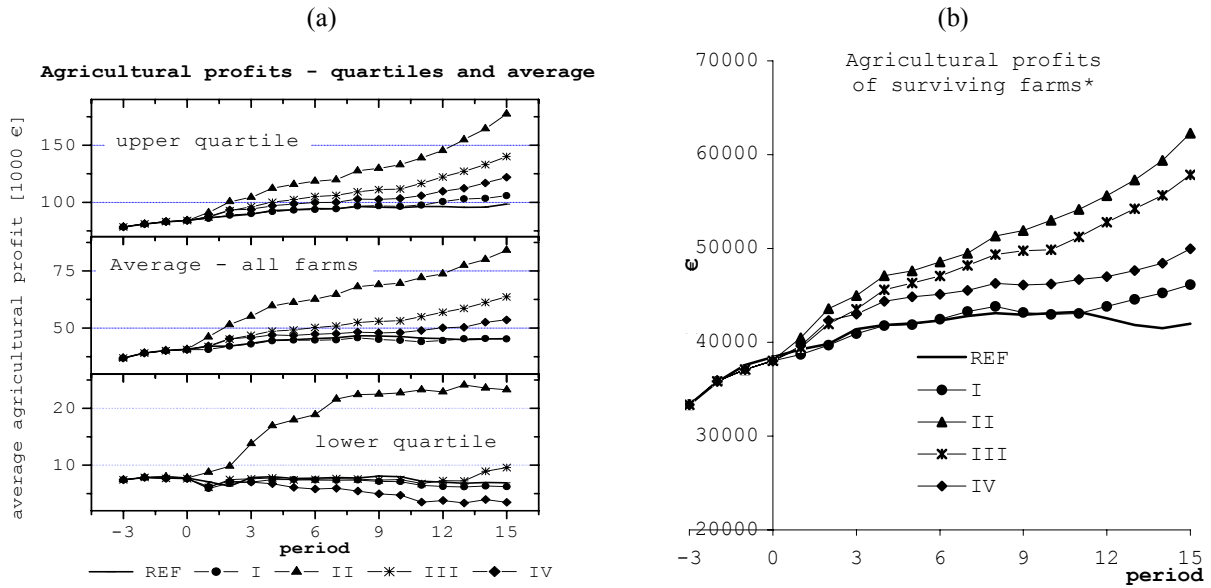 (a)
Agricultural profits - quartiles and average
average agricultural profit [1000 €]
upper quartile
150
100
Average - all farms
75
50
lower quartile
20
10
-3 0 3 6 9 12 15
period
REF I II III IV
(b)
Agricultural profits
of surviving farms*
€
70000
60000
50000
40000
30000
20000
REF
I
II
III
IV
-3 0 3 6 9 12 15
period